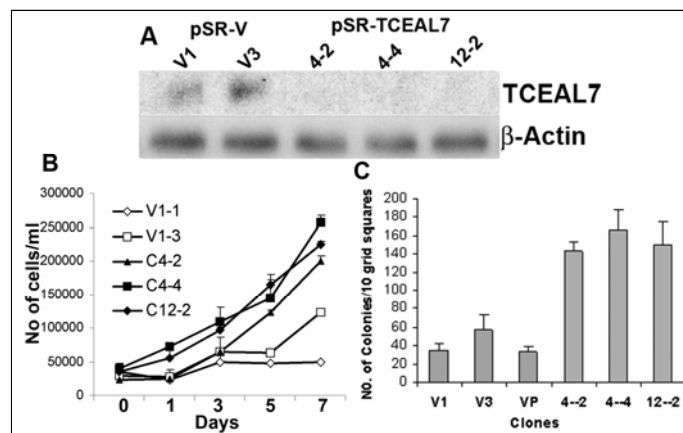 A
pSR-V
pSR-TCEAL7
V1
V3
4-2
4-4
12-2
TCEAL7
β-Actin
B
300000
250000
200000
150000
100000
50000
0
No of cells/ml
V1-1
V1-3
C4-2
C4-4
C12-2
0 1 3 5 7
Days
C
200
180
160
140
120
100
80
60
40
20
0
NO. of Colonies/10 grid squares
V1 V3 VP 4--2 4--4 12--2
Clones